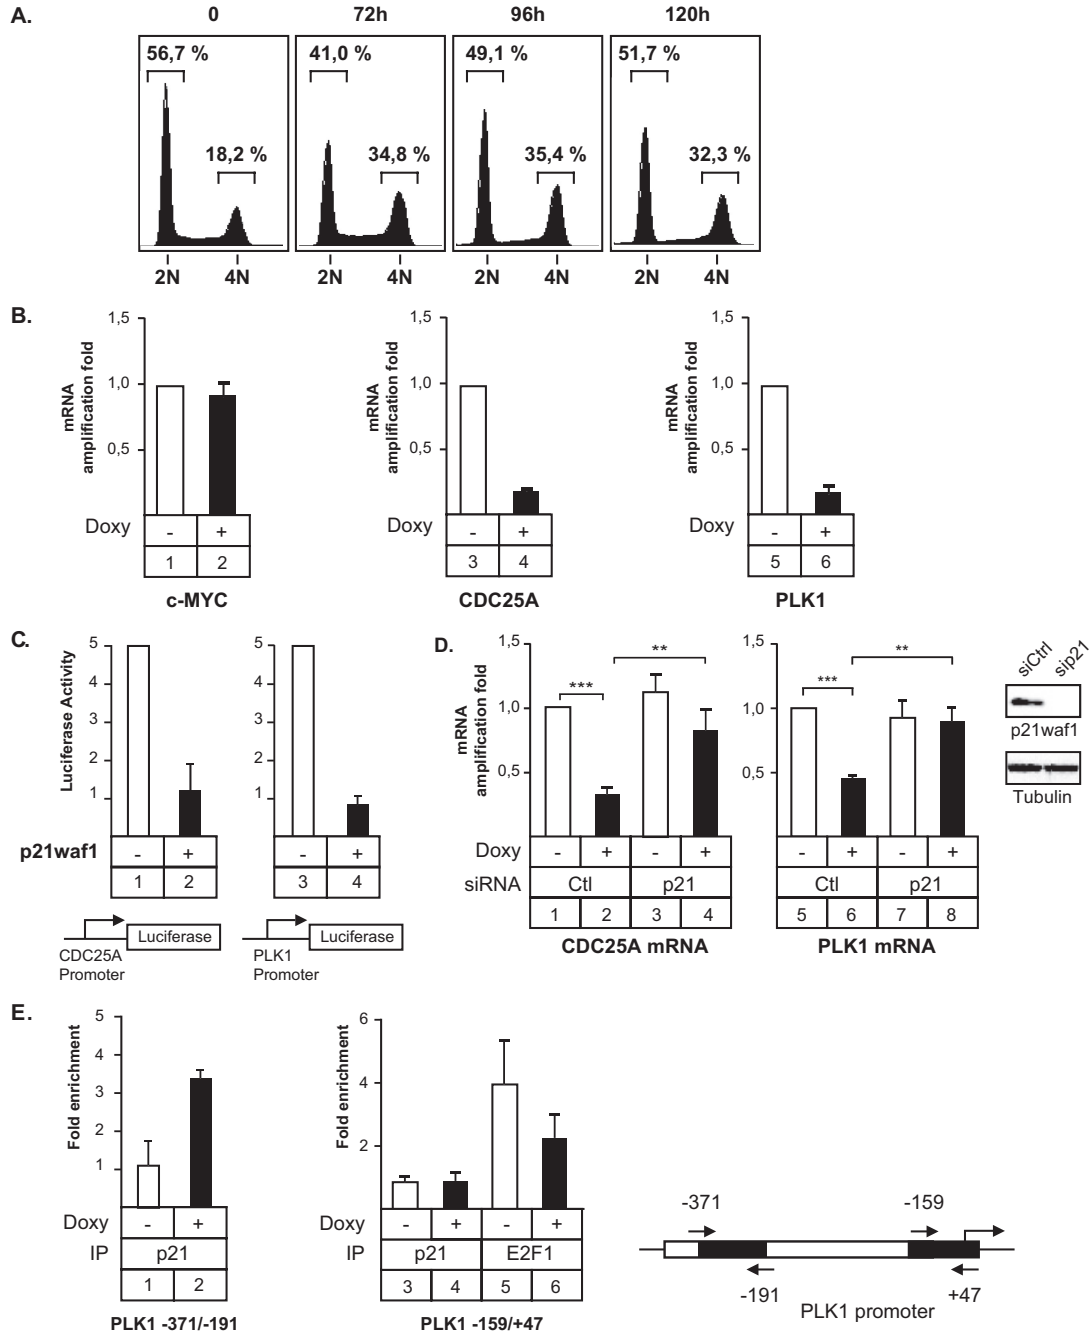 A.
0 72h 96h 120h
56,7 % 41,0 % 49,1 % 51,7 %
18,2 % 34,8 % 35,4 % 32,3 %
2N 4N 2N 4N 2N 4N 2N 4N
B.
mRNA amplification fold
1,5
1,0
0,5
Doxy - +
1 2
c-MYC
mRNA amplification fold
1,5
1,0
0,5
Doxy - +
3 4
CDC25A
mRNA amplification fold
1,5
1,0
0,5
Doxy - +
5 6
PLK1
C.
Luciferase Activity
5
4
3
2
1
p21waf1 - +
1 2
Luciferase
CDC25A
Promoter
5
4
3
2
1
- +
3 4
Luciferase
PLK1
Promoter
D.
mRNA amplification fold
1,5
1,0
0,5
*** **
Doxy - + - +
siRNA Ctl p21
1 2 3 4
CDC25A mRNA
1,5
1,0
0,5
*** **
- + - +
Ctl p21
5 6 7 8
PLK1 mRNA
siCtrl sip21
p21waf1
Tubulin
E.
Fold enrichment
5
4
3
2
1
Doxy - +
IP p21
1 2
PLK1 -371/-191
Fold enrichment
6
4
2
Doxy - + - +
IP p21 E2F1
3 4 5 6
PLK1 -159/+47
-371 -159
-191 +47
PLK1 promoter